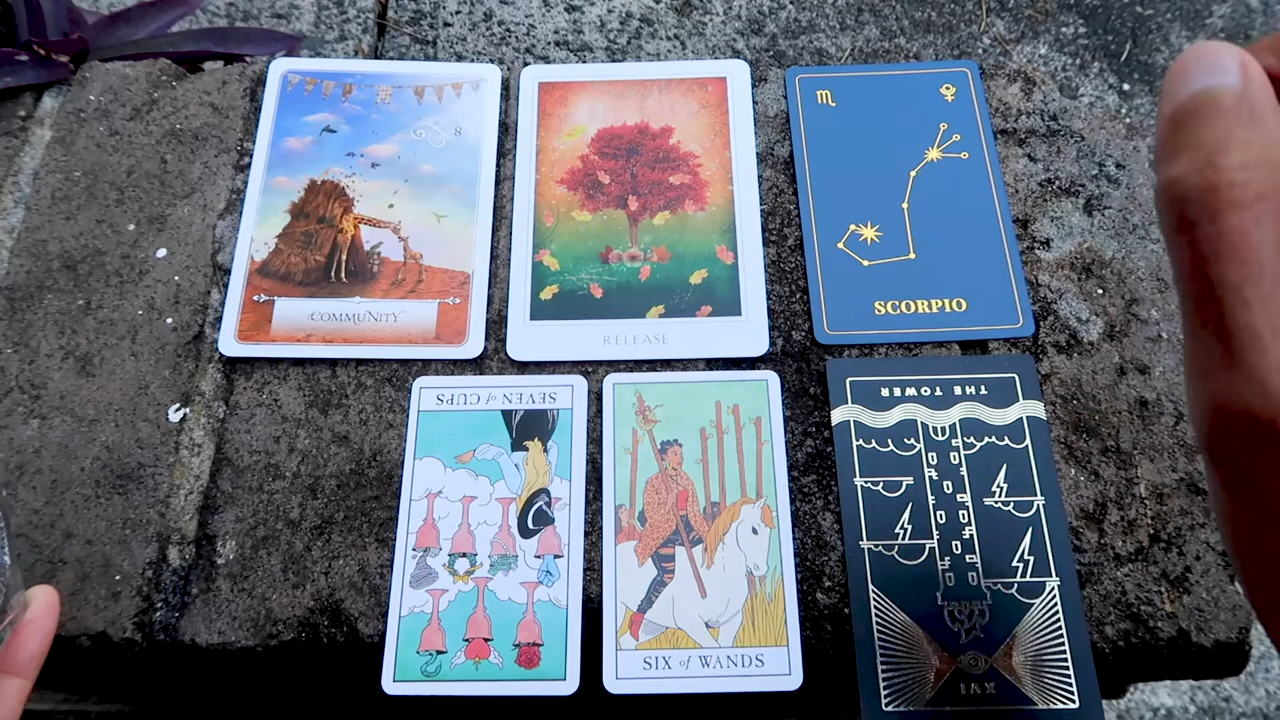 8
COMMUNITY
RELEASE
♏ ⯓
SCORPIO
SEVEN of CUPS
SIX of WANDS
THE TOWER
XVI